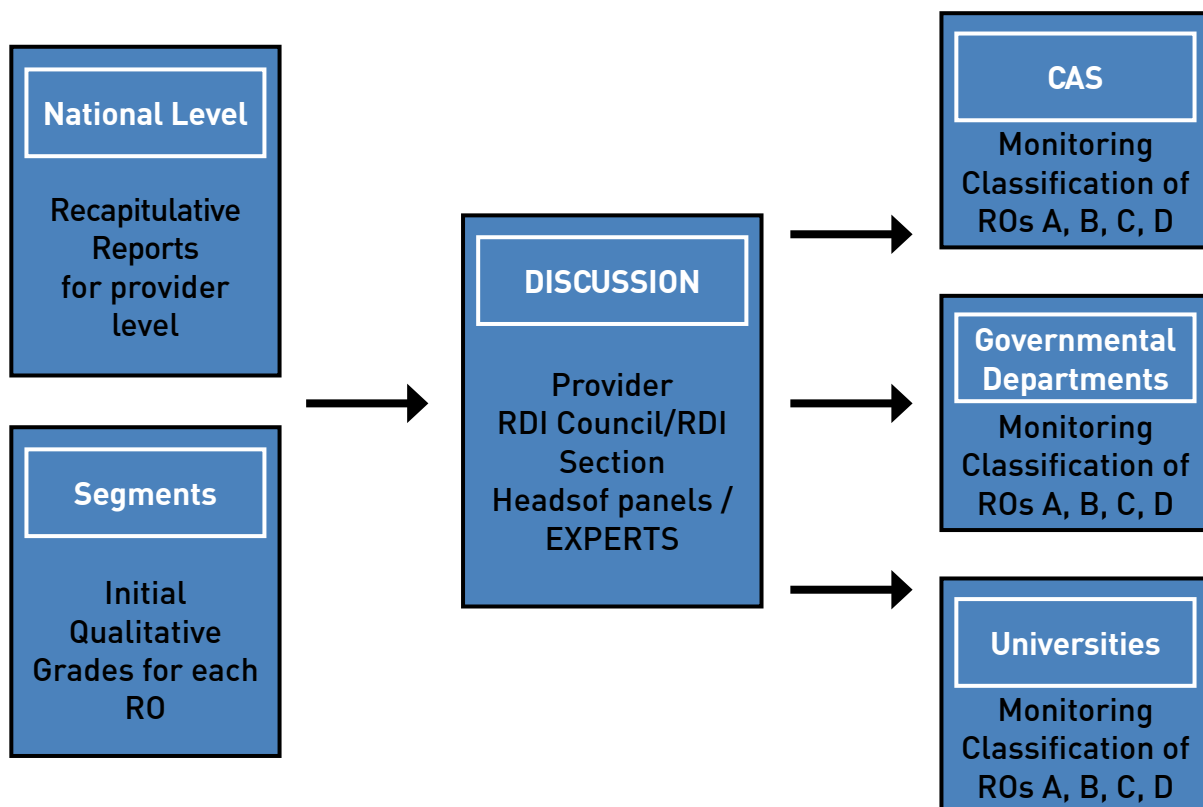 National Level
Recapitulative
Reports
for provider
level
Segments
Initial
Qualitative
Grades for each
RO
DISCUSSION
Provider
RDI Council/RDI
Section
Headsof panels /
EXPERTS
CAS
Monitoring
Classification of
ROs A, B, C, D
Governmental
Departments
Monitoring
Classification of
ROs A, B, C, D
Universities
Monitoring
Classification of
ROs A, B, C, D